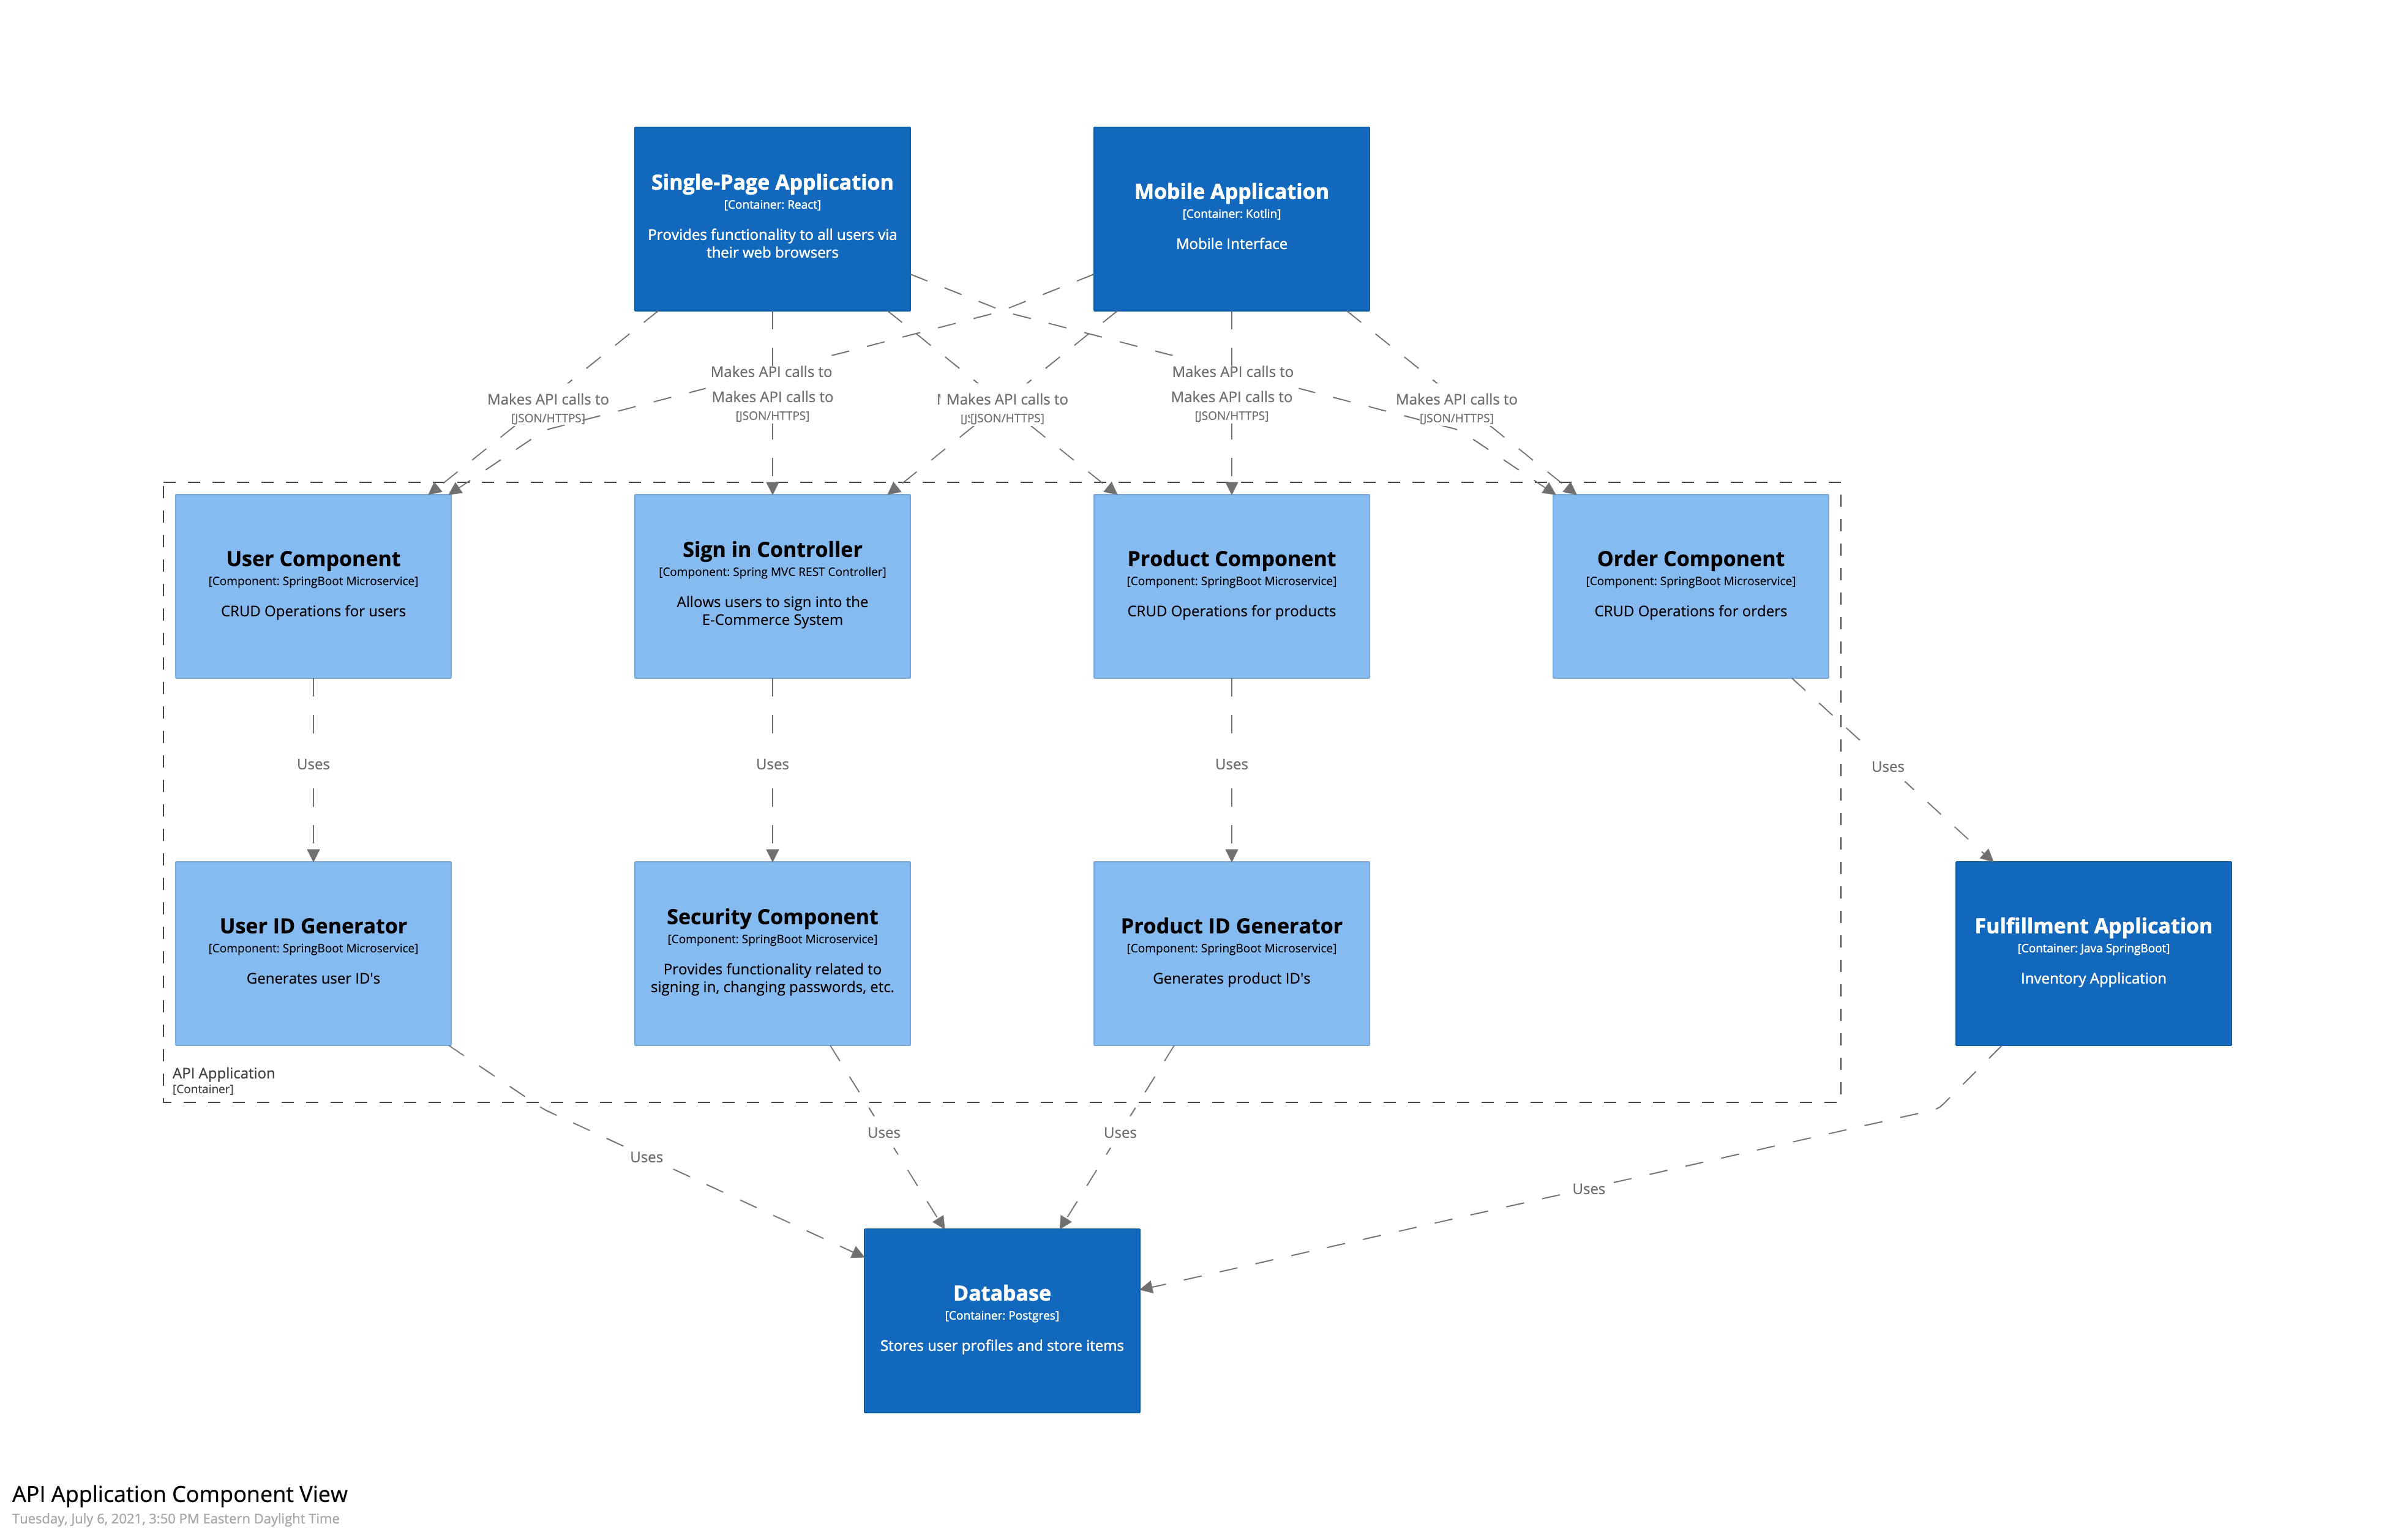 Single-Page Application
[Container: React]
Provides functionality to all users via
their web browsers
Mobile Application
[Container: Kotlin]
Mobile Interface
Makes API calls to
Makes API calls to
Makes API calls to
[JSON/HTTPS]
Makes API calls to
[JSON/HTTPS]
Makes API calls to
[JSON/HTTPS]
Makes API calls to
[JSON/HTTPS]
Makes API calls to
[JSON/HTTPS]
User Component
[Component: SpringBoot Microservice]
CRUD Operations for users
Sign in Controller
[Component: Spring MVC REST Controller]
Allows users to sign into the
E-Commerce System
Product Component
[Component: SpringBoot Microservice]
CRUD Operations for products
Order Component
[Component: SpringBoot Microservice]
CRUD Operations for orders
Uses
Uses
Uses
Uses
User ID Generator
[Component: SpringBoot Microservice]
Generates user ID's
Security Component
[Component: SpringBoot Microservice]
Provides functionality related to
signing in, changing passwords, etc.
Product ID Generator
[Component: SpringBoot Microservice]
Generates product ID's
Fulfillment Application
[Container: Java SpringBoot]
Inventory Application
API Application
[Container]
Uses
Uses
Uses
Uses
Database
[Container: Postgres]
Stores user profiles and store items
API Application Component View
Tuesday, July 6, 2021, 3:50 PM Eastern Daylight Time